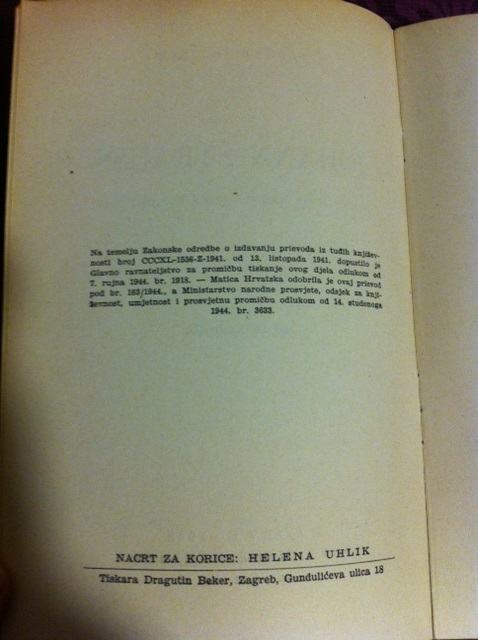 Na temelju Zakonske odredbe o izdavanju prievoda iz tuđih književ-
nosti broj CCCXL-1536-Z-1941. od 13. listopada 1941. dopustilo je
Glavno ravnateljstvo za promičbu tiskanje ovog djela odlukom od
7. rujna 1944. br. 1918. — Matica Hrvatska odobrila je ovaj prievod
pod br. 163/1944., a Ministarstvo narodne prosvjete, odsjek za knji-
ževnost, umjetnost i prosvjetnu promičbu odlukom od 14. studenoga
1944. br. 3633.
NACRT ZA KORICE: HELENA UHLIK
Tiskara Dragutin Beker, Zagreb, Gundulićeva ulica 18